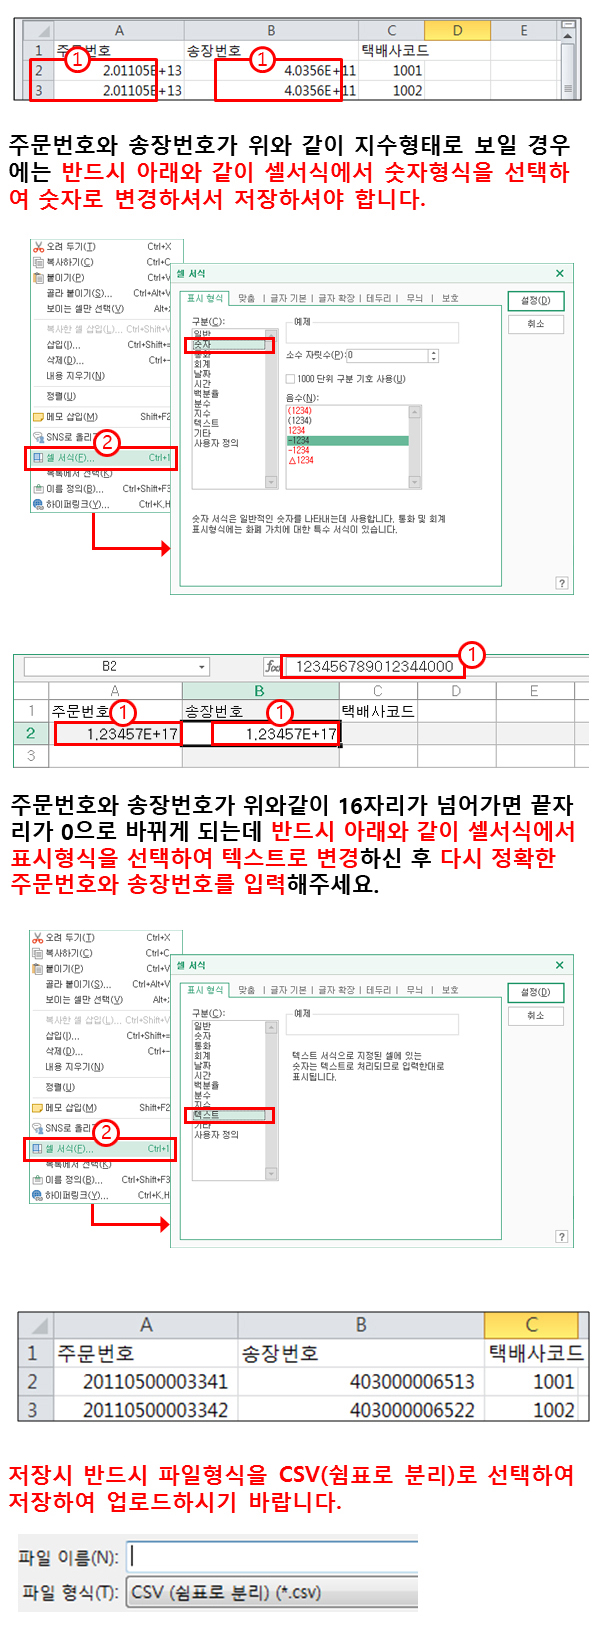 A B C D E
1 주문번호 송장번호 택배사코드
① ①
2 2.01105E+13 4.0356E+11 1001
3 2.01105E+13 4.0356E+11 1002
주문번호와 송장번호가 위와 같이 지수형태로 보일 경우
에는 반드시 아래와 같이 셀서식에서 숫자형식을 선택하
여 숫자로 변경하셔서 저장하셔야 합니다.
오려 두기(T) Ctrl+X
복사하기(C) Ctrl+C
붙이기(P) Ctrl+V
골라 붙이기(S)... Ctrl+Alt+V
보이는 셀만 선택(V) Alt+;
복사한 셀 삽입(L)... Ctrl+Shift+V
삽입(I)... Ctrl+Shift+=
삭제(D)... Ctrl+-
내용 지우기(N)
정렬(U)
메모 삽입(M) Shift+F2
SNS로 올리기
②
셀 서식(F)... Ctrl+1
목록에서 선택(K)
이름 정의(B)... Ctrl+Shift+F3
하이퍼링크(Y)... Ctrl+K,H
셀 서식
표시 형식 맞춤 글자 기본 글자 확장 테두리 무늬 보호
설정(D)
취소
구분(C):
일반
숫자
통화
회계
날짜
시간
백분율
분수
지수
텍스트
기타
사용자 정의
예제
소수 자릿수(P): 0
1000 단위 구분 기호 사용(U)
음수(N):
(1234)
(1234)
1234
-1234
-1234
△1234
숫자 서식은 일반적인 숫자를 나타내는데 사용합니다. 통화 및 회계
표시형식에는 화폐 가치에 대한 특수 서식이 있습니다.
?
B2 fx 123456789012344000 ①
A B C D E
1 주문번호 송장번호 택배사코드
① ①
2 1.23457E+17 1.23457E+17
3
주문번호와 송장번호가 위와같이 16자리가 넘어가면 끝자
리가 0으로 바뀌게 되는데 반드시 아래와 같이 셀서식에서
표시형식을 선택하여 텍스트로 변경하신 후 다시 정확한
주문번호와 송장번호를 입력해주세요.
오려 두기(T) Ctrl+X
복사하기(C) Ctrl+C
붙이기(P) Ctrl+V
골라 붙이기(S)... Ctrl+Alt+V
보이는 셀만 선택(V) Alt+;
복사한 셀 삽입(L)... Ctrl+Shift+V
삽입(I)... Ctrl+Shift+=
삭제(D)... Ctrl+-
내용 지우기(N)
정렬(U)
메모 삽입(M) Shift+F2
SNS로 올리기
②
셀 서식(F)... Ctrl+1
목록에서 선택(K)
이름 정의(B)... Ctrl+Shift+F3
하이퍼링크(Y)... Ctrl+K,H
셀 서식
표시 형식 맞춤 글자 기본 글자 확장 테두리 무늬 보호
설정(D)
취소
구분(C):
일반
숫자
통화
회계
날짜
시간
백분율
분수
지수
텍스트
기타
사용자 정의
예제
텍스트 서식으로 지정된 셀에 있는
숫자는 텍스트로 처리되므로 입력한대로
표시됩니다.
?
A B C
1 주문번호 송장번호 택배사코드
2 20110500003341 403000006513 1001
3 20110500003342 403000006522 1002
저장시 반드시 파일형식을 CSV(쉼표로 분리)로 선택하여
저장하여 업로드하시기 바랍니다.
파일 이름(N):
파일 형식(T): CSV (쉼표로 분리) (*.csv)